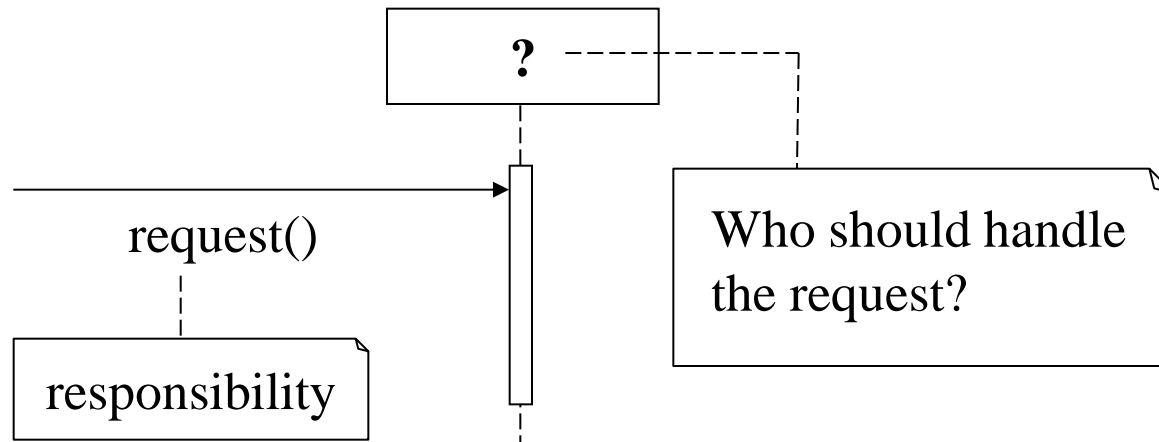 ?
request()
Who should handle
the request?
responsibility